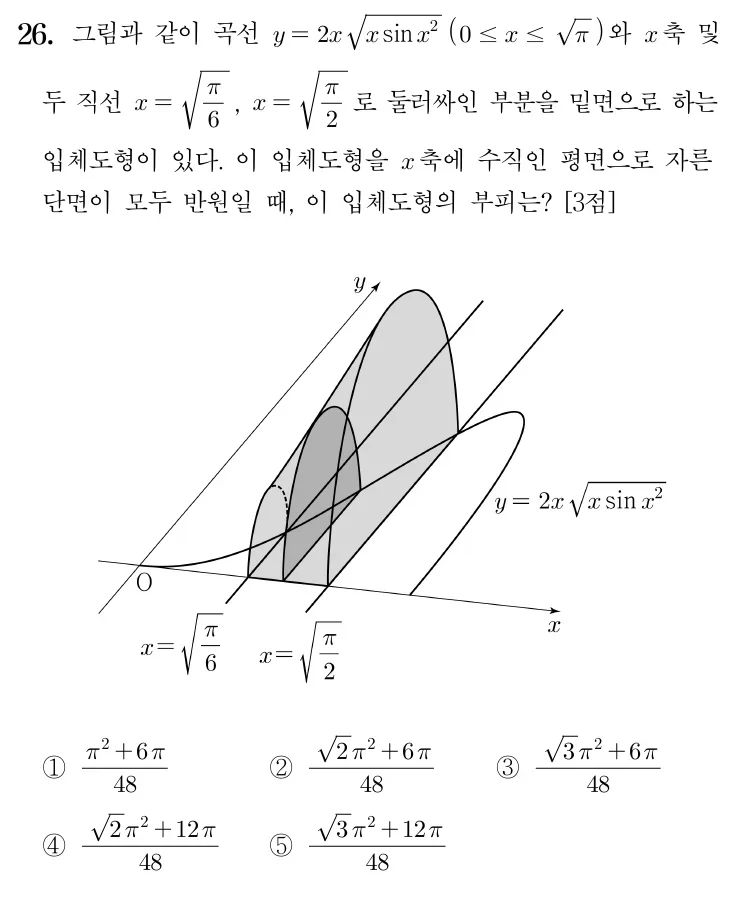 26. 그림과 같이 곡선 y = 2x√(x sin x²) (0 ≤ x ≤ √π)와 x축 및
두 직선 x = √(π/6), x = √(π/2) 로 둘러싸인 부분을 밑면으로 하는
입체도형이 있다. 이 입체도형을 x축에 수직인 평면으로 자른
단면이 모두 반원일 때, 이 입체도형의 부피는? [3점]
y
y = 2x√(x sin x²)
O
x
x = √(π/6)
x = √(π/2)
① (π² + 6π)/48 ② (√2π² + 6π)/48 ③ (√3π² + 6π)/48
④ (√2π² + 12π)/48 ⑤ (√3π² + 12π)/48